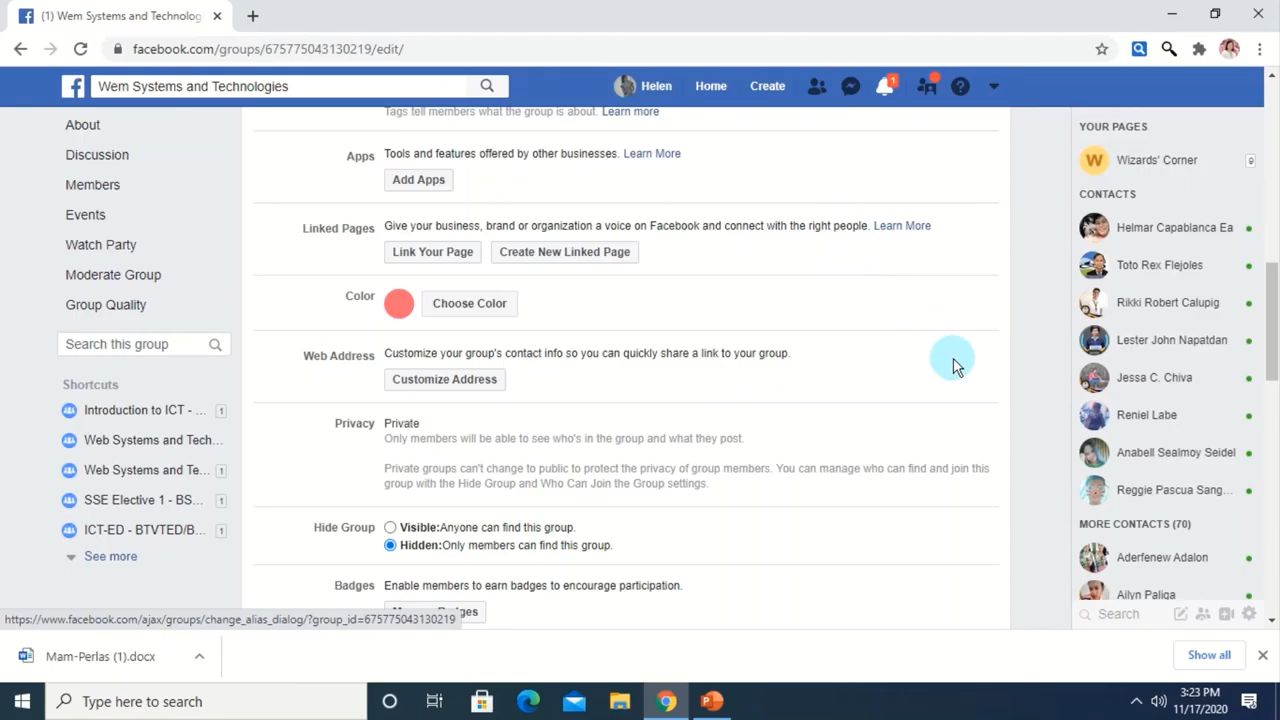 (1) Wem Systems and Technolog
facebook.com/groups/675775043130219/edit/
Wem Systems and Technologies
Helen
Home
Create
1
About
Discussion
Members
Events
Watch Party
Moderate Group
Group Quality
Search this group
Shortcuts
Introduction to ICT - ... 1
Web Systems and Tech...
Web Systems and Te... 1
SSE Elective 1 - BS... 1
ICT-ED - BTVTED/B... 1
See more
Tags tell members what the group is about. Learn more
Apps
Tools and features offered by other businesses. Learn More
Add Apps
Linked Pages
Give your business, brand or organization a voice on Facebook and connect with the right people. Learn More
Link Your Page
Create New Linked Page
Color
Choose Color
Web Address
Customize your group's contact info so you can quickly share a link to your group.
Customize Address
Privacy
Private
Only members will be able to see who's in the group and what they post.
Private groups can't change to public to protect the privacy of group members. You can manage who can find and join this
group with the Hide Group and Who Can Join the Group settings.
Hide Group
Visible:Anyone can find this group.
Hidden:Only members can find this group.
Badges
Enable members to earn badges to encourage participation.
YOUR PAGES
W Wizards' Corner 9
CONTACTS
Helmar Capablanca Ea
Toto Rex Flejoles
Rikki Robert Calupig
Lester John Napatdan
Jessa C. Chiva
Reniel Labe
Anabell Sealmoy Seidel
Reggie Pascua Sang...
MORE CONTACTS (70)
Aderfenew Adalon
Ailyn Paliga
Search
https://www.facebook.com/ajax/groups/change_alias_dialog/?group_id=675775043130219
Mam-Perlas (1).docx
Show all
Type here to search
3:23 PM
11/17/2020